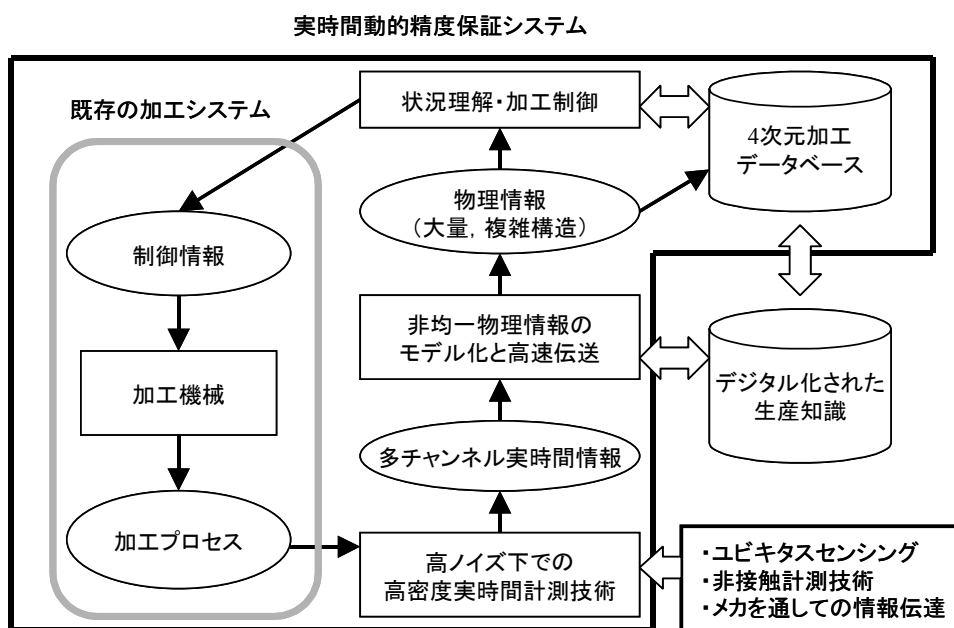 実時間動的精度保証システム
既存の加工システム
制御情報
加工機械
加工プロセス
状況理解・加工制御
物理情報
（大量，複雑構造）
非均一物理情報の
モデル化と高速伝送
多チャンネル実時間情報
高ノイズ下での
高密度実時間計測技術
4次元加工
データベース
デジタル化された
生産知識
・ユビキタスセンシング
・非接触計測技術
・メカを通しての情報伝達